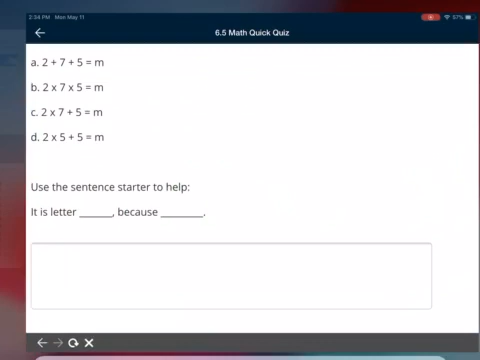 2:34 PM Mon May 11
57%
6.5 Math Quick Quiz
a. 2 + 7 + 5 = m
b. 2 x 7 x 5 = m
c. 2 x 7 + 5 = m
d. 2 x 5 + 5 = m
Use the sentence starter to help:
It is letter ______, because ________.